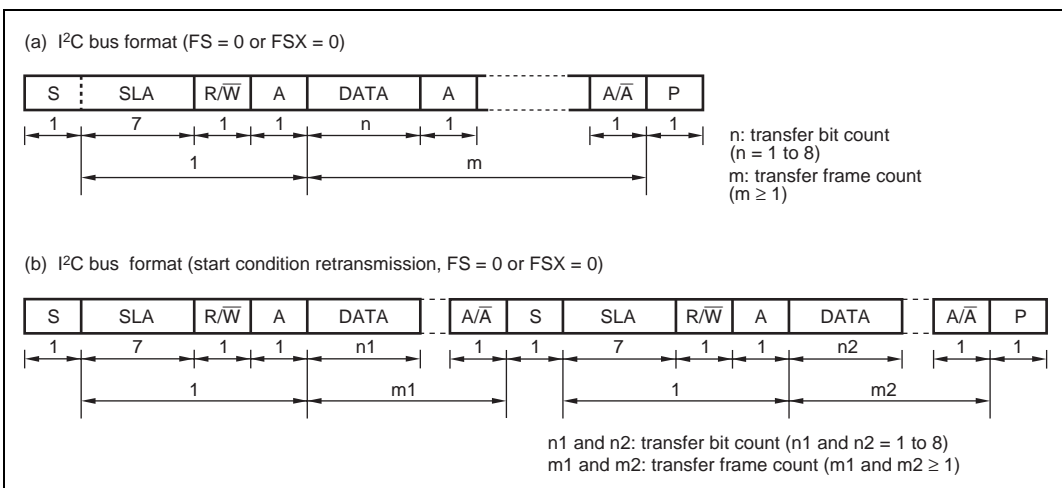 (a) I²C bus format (FS = 0 or FSX = 0)
S SLA R/W̅ A DATA A A/A̅ P
1 7 1 1 n 1 1 1
1 m
n: transfer bit count
(n = 1 to 8)
m: transfer frame count
(m ≥ 1)
(b) I²C bus format (start condition retransmission, FS = 0 or FSX = 0)
S SLA R/W̅ A DATA A/A̅ S SLA R/W̅ A DATA A/A̅ P
1 7 1 1 n1 1 1 7 1 1 n2 1 1
1 m1 1 m2
n1 and n2: transfer bit count (n1 and n2 = 1 to 8)
m1 and m2: transfer frame count (m1 and m2 ≥ 1)